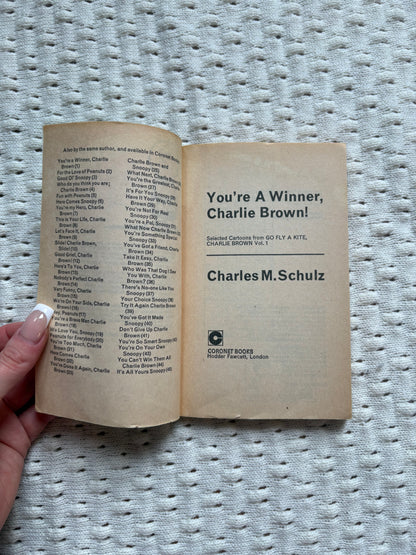 Also by the same author, and available in Coronet Books:
You're a Winner, Charlie
Brown (1)
For the Love of Peanuts (2)
Good Ol' Snoopy (3)
Who do you think you are,
Charlie Brown (4)
Fun with Peanuts (5)
Here Comes Snoopy (6)
You're my Hero, Charlie
Brown (7)
This is Your Life, Charlie
Brown (8)
Let's Face it, Charlie
Brown (9)
Slide! Charlie Brown,
Slide! (10)
Good Grief, Charlie
Brown (12)
Here's To You, Charlie
Brown (13)
Nobody's Perfect Charlie
Brown (14)
Very Funny, Charlie
Brown (15)
We're On Your Side, Charlie
Brown (16)
Hey, Peanuts (17)
You're a Brave Man Charlie
Brown (18)
We Love You, Snoopy (19)
for Everybody (20)
You're Too Much, Charlie
Brown (21)
Here Comes Charlie
Brown (22)
You've Done it Again, Charlie
Brown (23)
Charlie Brown and
Snoopy (25)
What Next, Charlie Brown
You're the Greatest, Charlie
Brown (27)
It's For You Snoopy (28)
Have It Your Way, Charlie
Brown (29)
You're Not For Real
Snoopy (30)
You're a Pal, Snoopy (31)
What Now Charlie Brown (32)
You're Something Special
Snoopy (33)
You've Got a Friend, Charlie
Brown (34)
Take it Easy, Charlie
Brown (35)
Who Was That Dog I Saw
You With, Charlie
Brown? (36)
There's No-one like You
Snoopy (37)
Your Choice Snoopy (38)
Try It Again Charlie Brown
(39)
You've Got It Made
Snoopy (40)
Don't Give Up Charlie
Brown (41)
You're So Smart Snoopy (42)
You're On Your Own
Snoopy (43)
You Can't Win Them All
Charlie Brown (44)
It's All Yours Snoopy (45)
You're A Winner,
Charlie Brown!
Selected Cartoons from GO FLY A KITE,
CHARLIE BROWN Vol. 1
Charles M. Schulz
CORONET BOOKS
Hodder Fawcett, London